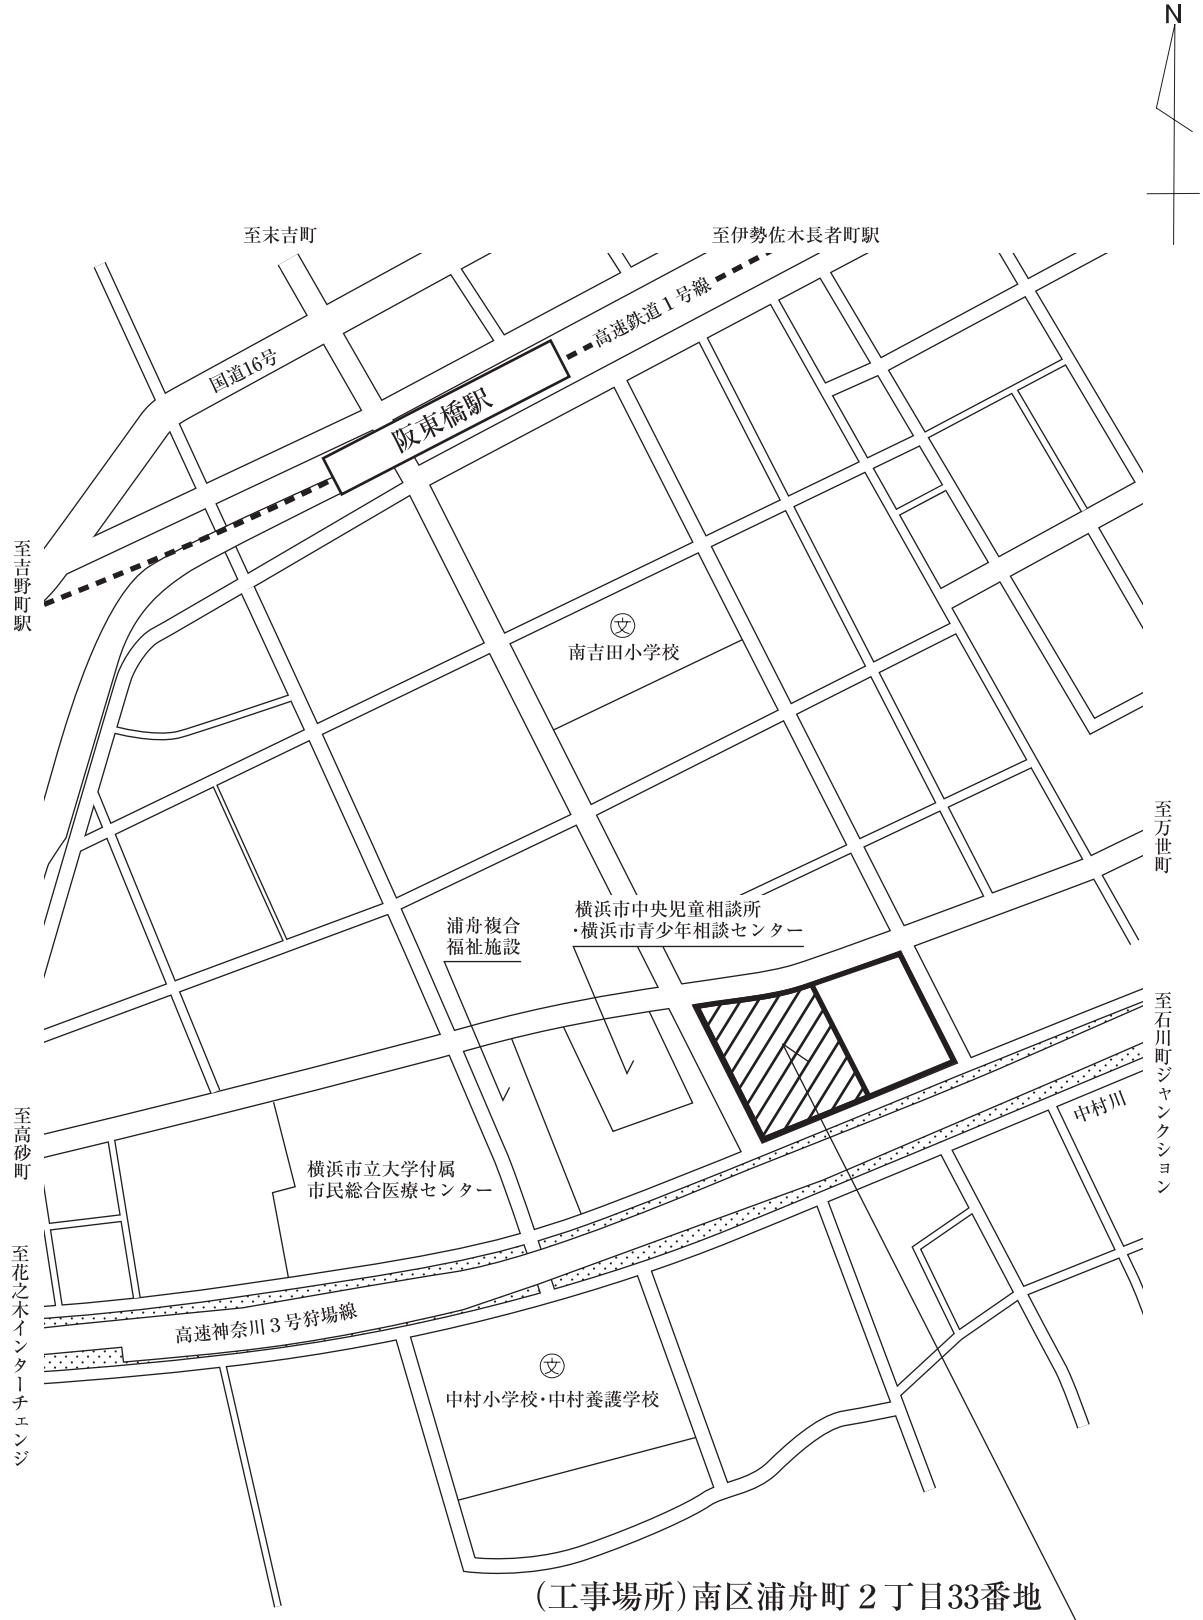 N
至末吉町
至伊勢佐木長者町駅
高速鉄道1号線
国道16号
阪東橋駅
至吉野町駅
文
南吉田小学校
至万世町
横浜市中央児童相談所
・横浜市青少年相談センター
浦舟複合
福祉施設
至石川町ジャンクション
中村川
至高砂町
横浜市立大学付属
市民総合医療センター
至花之木インターチェンジ
高速神奈川3号狩場線
文
中村小学校・中村養護学校
(工事場所)南区浦舟町2丁目33番地